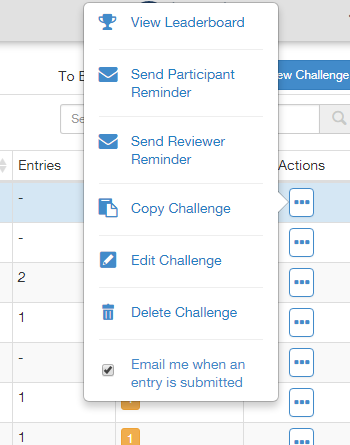 View Leaderboard
To
Send Participant
Reminder
ew Challenge
Se
Send Reviewer
Reminder
Entries
Actions
Copy Challenge
-
-
Edit Challenge
2
Delete Challenge
1
-
Email me when an
entry is submitted
1
1
1